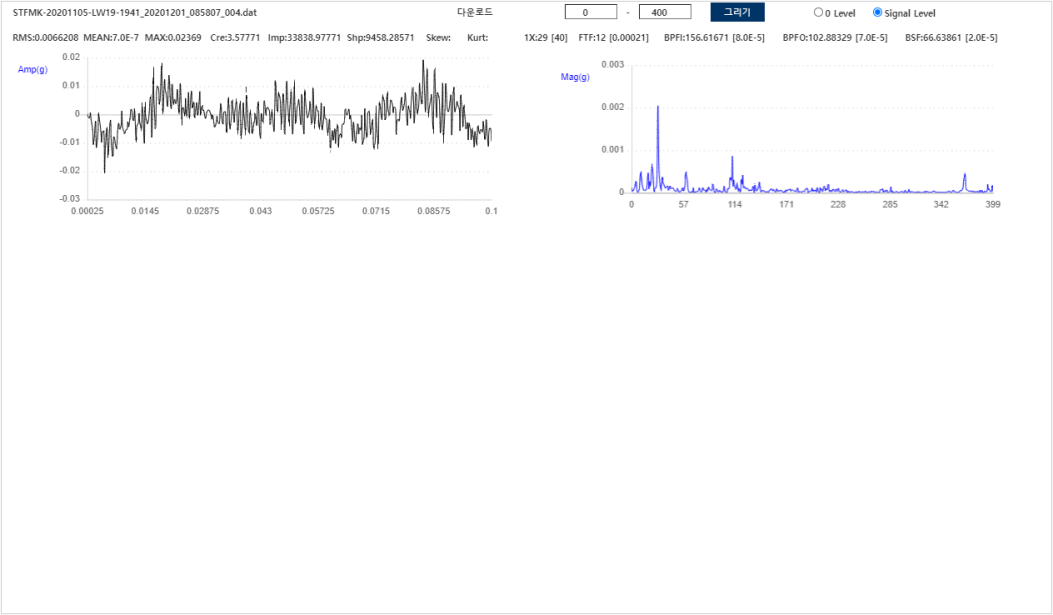 STFMK-20201105-LW19-1941_20201201_085807_004.dat 다운로드 0 - 400 그리기 0 Level Signal Level
RMS:0.0066208 MEAN:7.0E-7 MAX:0.02369 Cre:3.57771 Imp:33838.97771 Shp:9458.28571 Skew: Kurt: 1X:29 [40] FTF:12 [0.00021] BPFI:156.61671 [8.0E-5] BPFO:102.88329 [7.0E-5] BSF:66.63861 [2.0E-5]
Amp(g)
0.02
0.01
0
-0.01
-0.02
-0.03
0.00025 0.0145 0.02875 0.043 0.05725 0.0715 0.08575 0.1
Mag(g)
0.003
0.002
0.001
0
0 57 114 171 228 285 342 399